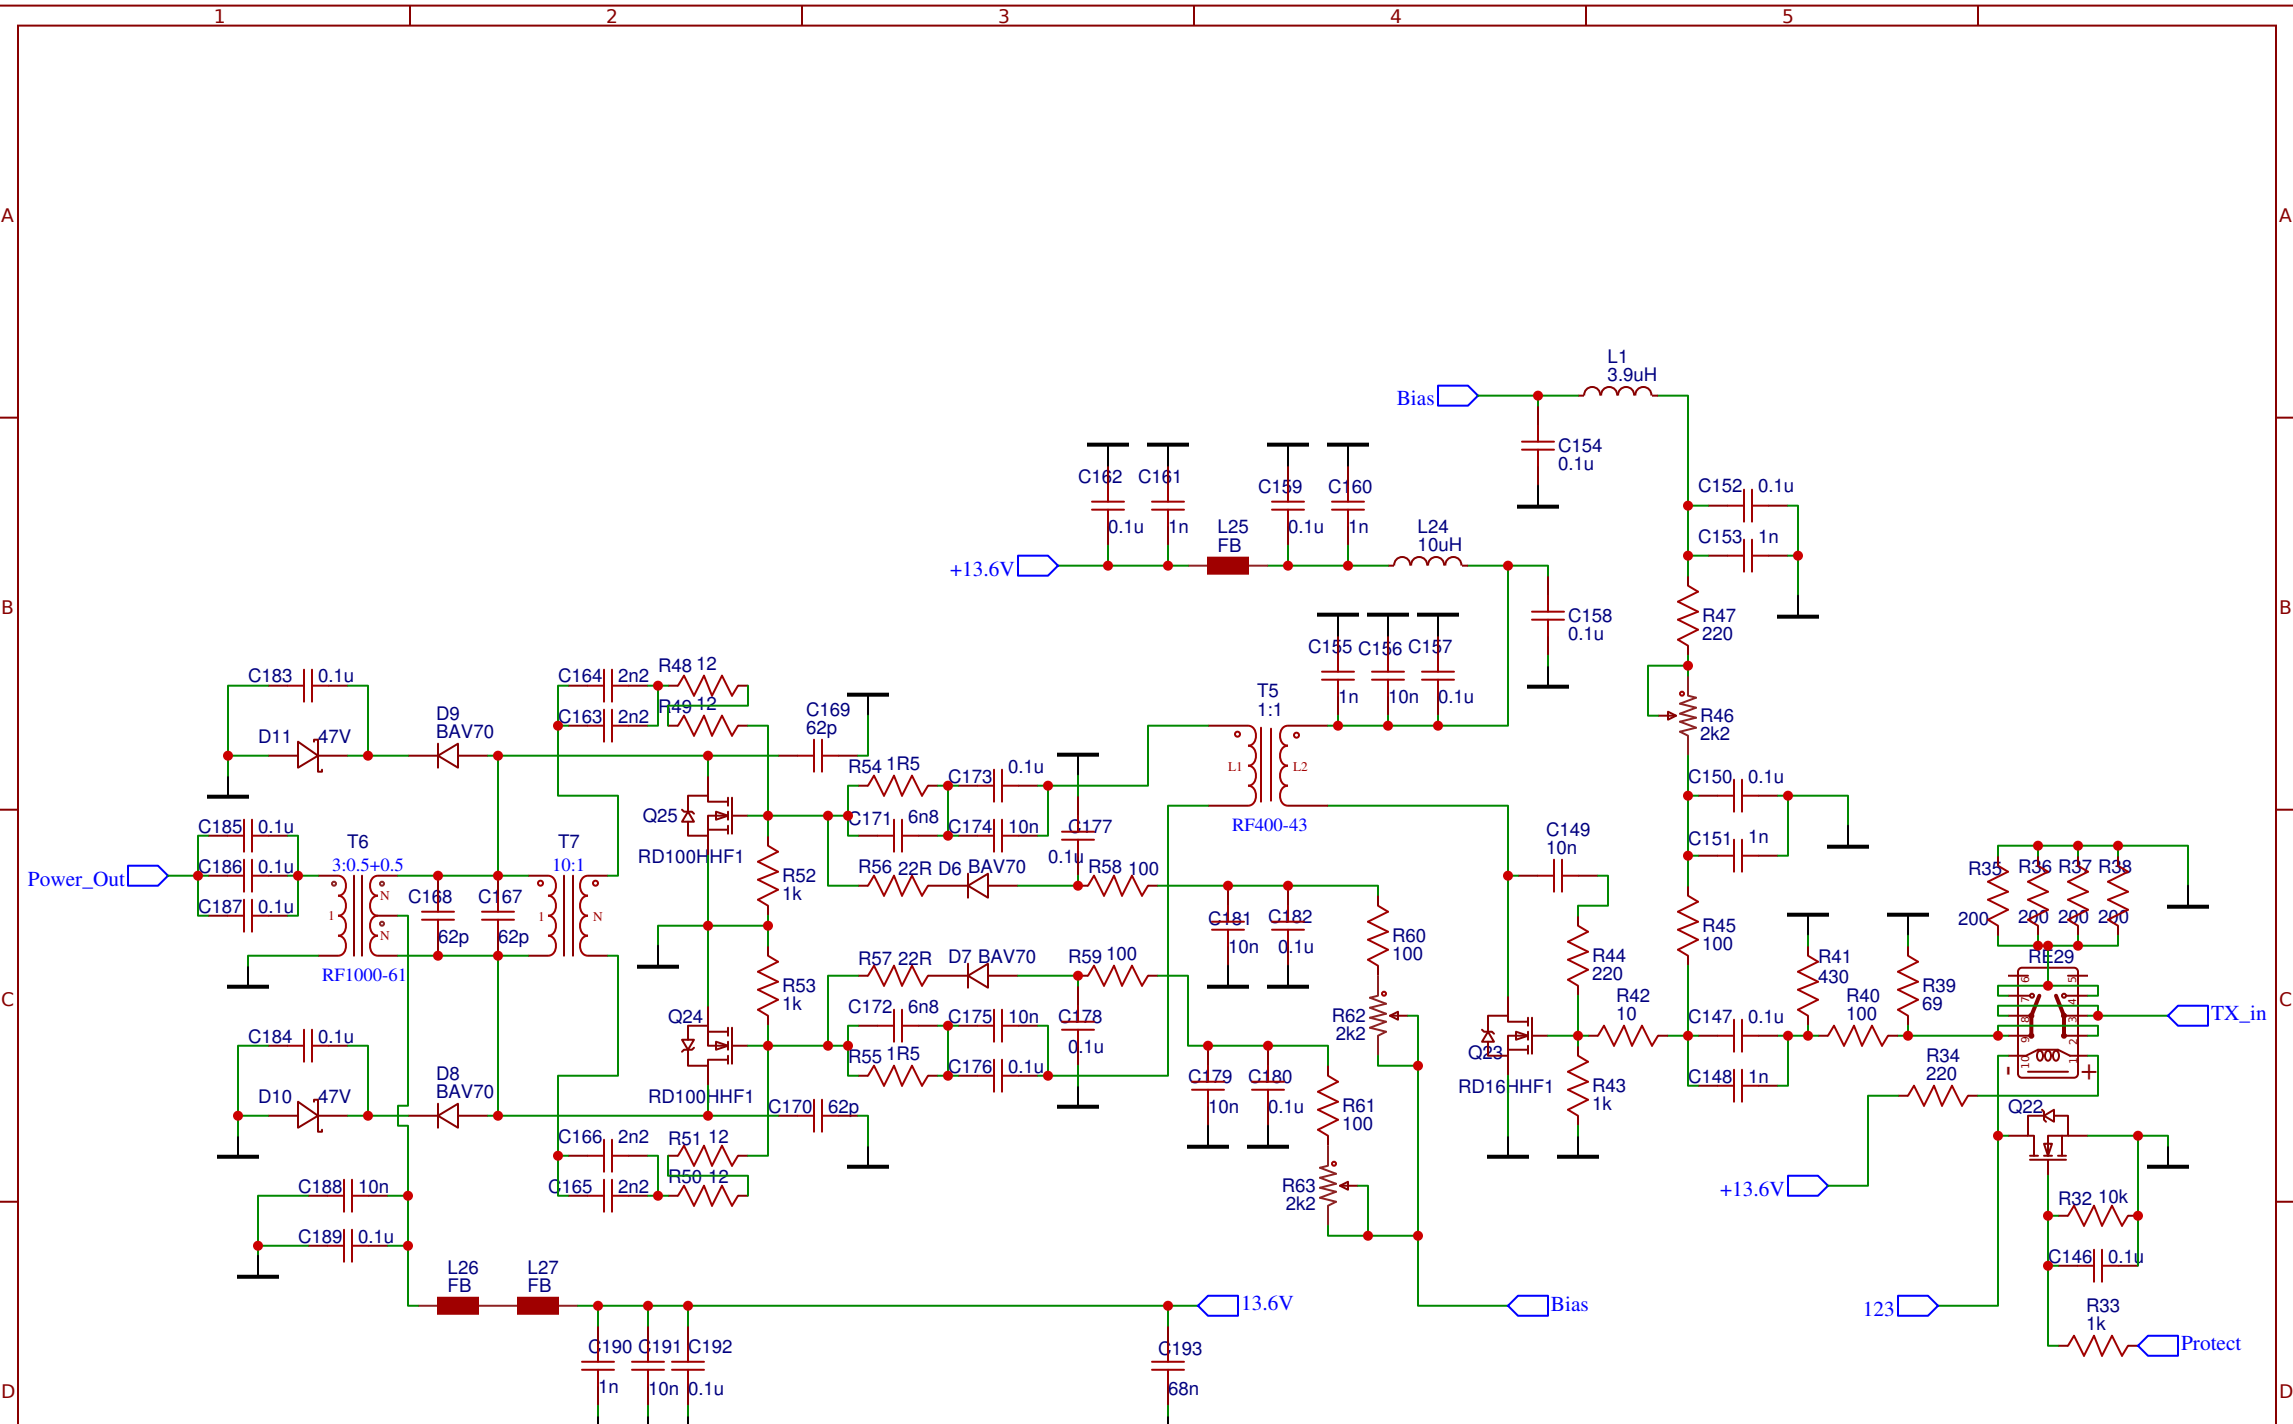 1 2 3 4 5
A A
L1
3.9uH
Bias
C154
0.1u
C162 C161 C159 C160
0.1u 1n 0.1u 1n
L25
FB
L24
10uH
+13.6V
C152 0.1u
C153 1n
B B
R47
220
C158
0.1u
C155 C156 C157
1n 10n 0.1u
R46
2k2
C183 0.1u
C164 2n2 R48 12
C163 2n2 R49 12
D9
BAV70
D11 47V
C169
62p
T5
1:1
L1 L2
RF400-43
R54 1R5 C173 0.1u
C150 0.1u
C151 1n
Q25
RD100HHF1
C171 6n8 C174 10n C177
0.1u
C185 0.1u
C186 0.1u
C187 0.1u
Power_Out
T6
3:0.5+0.5
1 N
N
RF1000-61
T7
10:1
1 N
C168 C167
62p 62p
R52
1k
R56 22R D6 BAV70 R58 100
C149
10n
R35 R36 R37 R38
200 200 200 200
C181 C182
10n 0.1u
R60
100
R45
100
R44
220
R41
430
R39
69
RE29
C C
R57 22R D7 BAV70 R59 100
R53
1k
C172 6n8 C175 10n C178
0.1u
R55 1R5 C176 0.1u
Q24
RD100HHF1
R62
2k2
R42
10
C147 0.1u
C148 1n
R40
100
6 5
7 4
8 3
9 2
10 1
- +
TX_in
Q23
RD16HHF1
R43
1k
R34
220
C184 0.1u
D10 47V
D8
BAV70
C170 62p
C179 C180
10n 0.1u
R61
100
Q22
C166 2n2 R51 12
C165 2n2 R50 12
R63
2k2
+13.6V
C188 10n
C189 0.1u
R32 10k
C146 0.1u
L26
FB
L27
FB
13.6V
Bias
123
R33
1k
Protect
C190 C191 C192
1n 10n 0.1u
C193
68n
D D